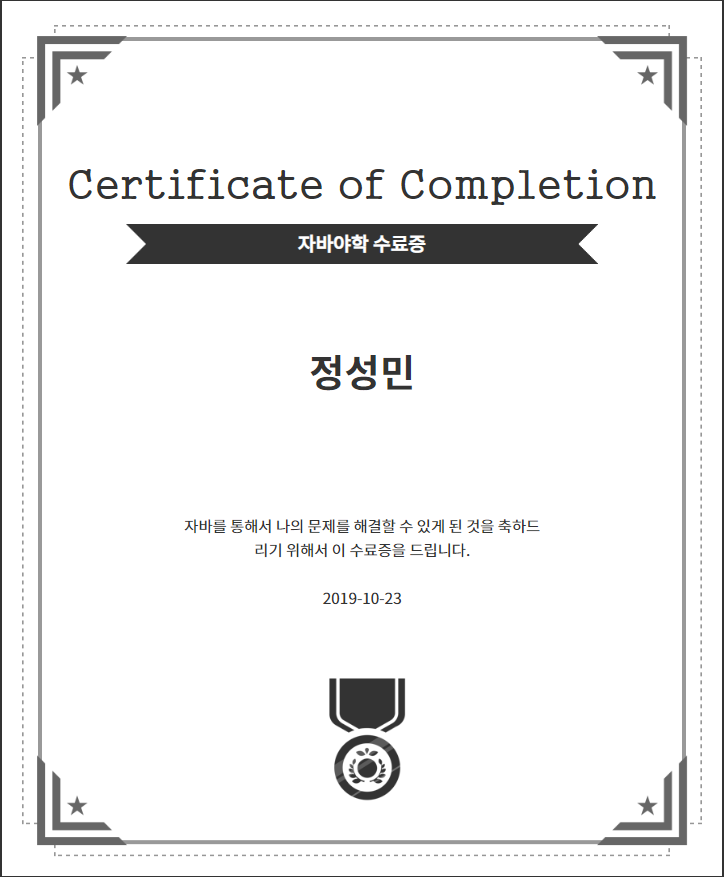 Certificate of Completion
자바야학 수료증
정성민
자바를 통해서 나의 문제를 해결할 수 있게 된 것을 축하드
리기 위해서 이 수료증을 드립니다.
2019-10-23